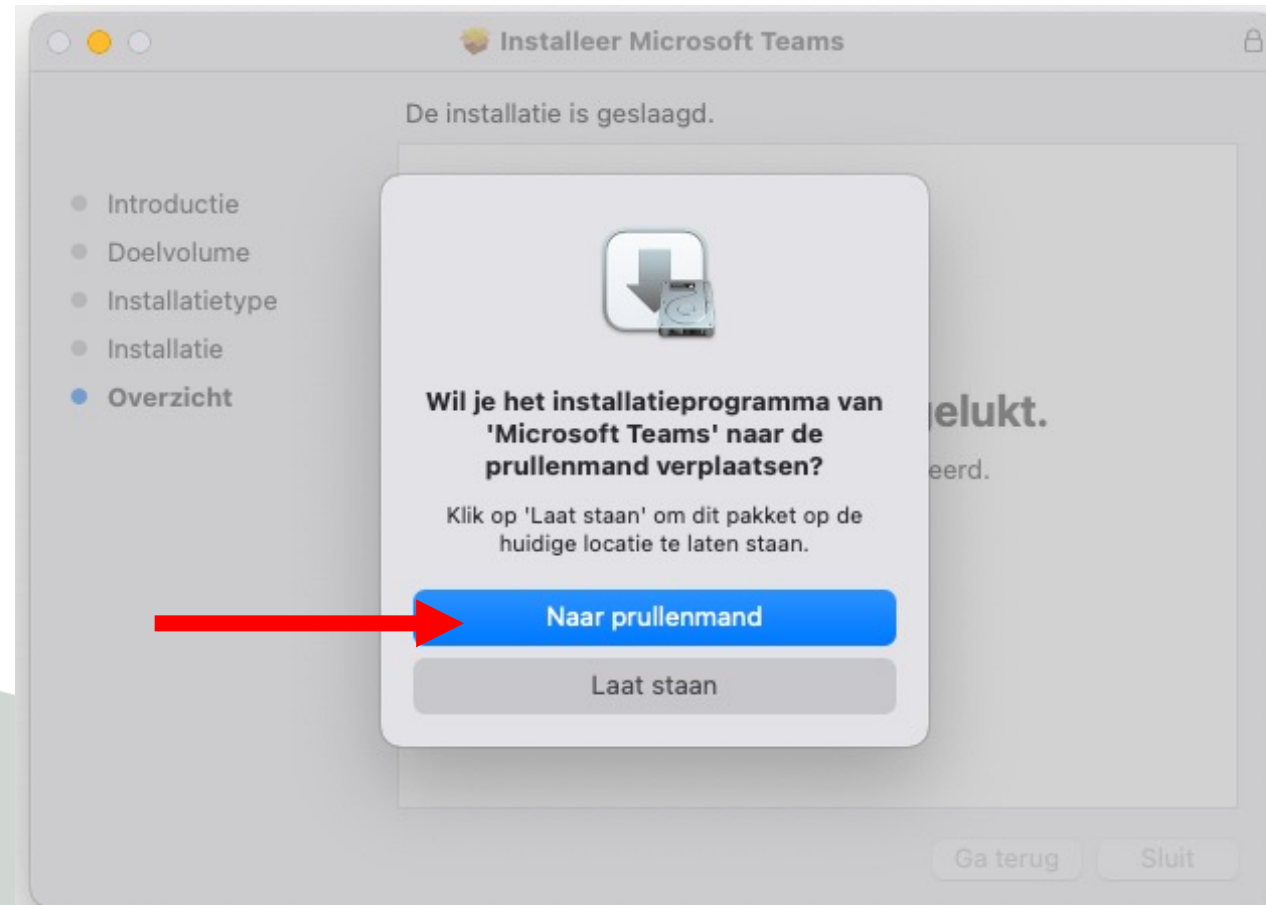 Installeer Microsoft Teams
De installatie is geslaagd.
Introductie
Doelvolume
Installatietype
Installatie
Overzicht
Wil je het installatieprogramma van
'Microsoft Teams' naar de
prullenmand verplaatsen?
Klik op 'Laat staan' om dit pakket op de
huidige locatie te laten staan.
Naar prullenmand
Laat staan
elukt.
eerd.
Ga terug
Sluit